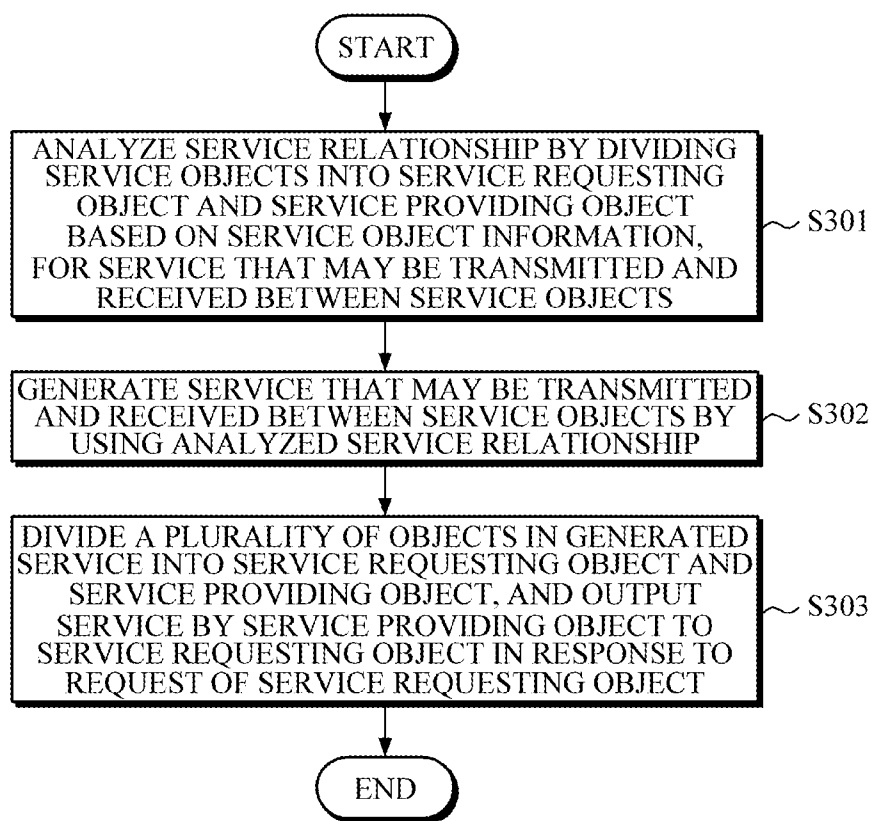 START
ANALYZE SERVICE RELATIONSHIP BY DIVIDING
SERVICE OBJECTS INTO SERVICE REQUESTING
OBJECT AND SERVICE PROVIDING OBJECT
BASED ON SERVICE OBJECT INFORMATION,
FOR SERVICE THAT MAY BE TRANSMITTED AND
RECEIVED BETWEEN SERVICE OBJECTS
S301
GENERATE SERVICE THAT MAY BE TRANSMITTED
AND RECEIVED BETWEEN SERVICE OBJECTS BY
USING ANALYZED SERVICE RELATIONSHIP
S302
DIVIDE A PLURALITY OF OBJECTS IN GENERATED
SERVICE INTO SERVICE REQUESTING OBJECT AND
SERVICE PROVIDING OBJECT, AND OUTPUT
SERVICE BY SERVICE PROVIDING OBJECT TO
SERVICE REQUESTING OBJECT IN RESPONSE TO
REQUEST OF SERVICE REQUESTING OBJECT
S303
END